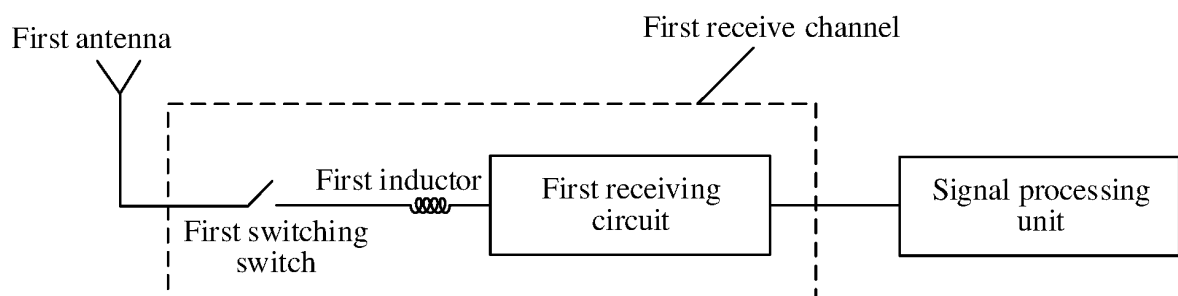 First receive channel
First antenna
First inductor
First receiving
circuit
Signal processing
unit
First switching
switch